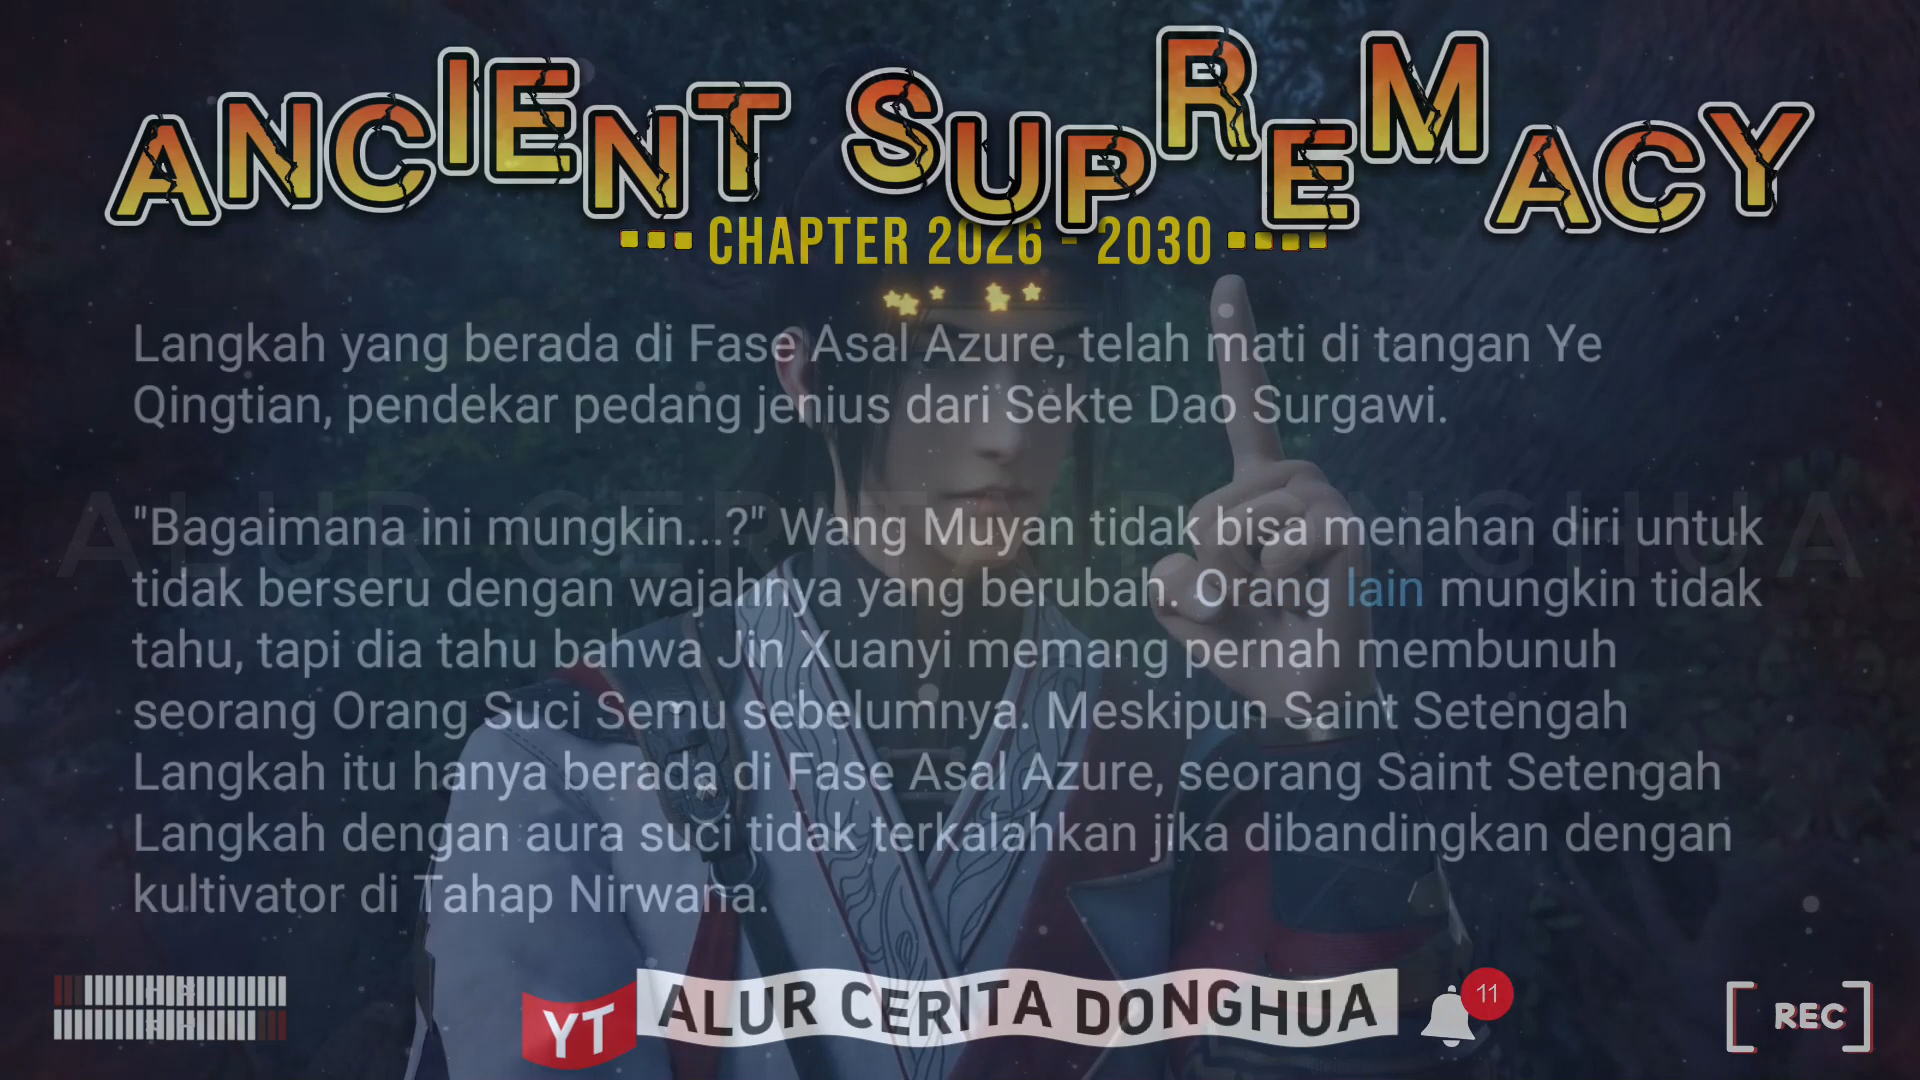 ANCIENT SUPREMACY
CHAPTER 2026 - 2030
Langkah yang berada di Fase Asal Azure, telah mati di tangan Ye
Qingtian, pendekar pedang jenius dari Sekte Dao Surgawi.
"Bagaimana ini mungkin...?" Wang Muyan tidak bisa menahan diri untuk
tidak berseru dengan wajahnya yang berubah. Orang lain mungkin tidak
tahu, tapi dia tahu bahwa Jin Xuanyi memang pernah membunuh
seorang Orang Suci Semu sebelumnya. Meskipun Saint Setengah
Langkah itu hanya berada di Fase Asal Azure, seorang Saint Setengah
Langkah dengan aura suci tidak terkalahkan jika dibandingkan dengan
kultivator di Tahap Nirwana.
ALUR CERITA DONGHUA
YT ALUR CERITA DONGHUA 11
REC